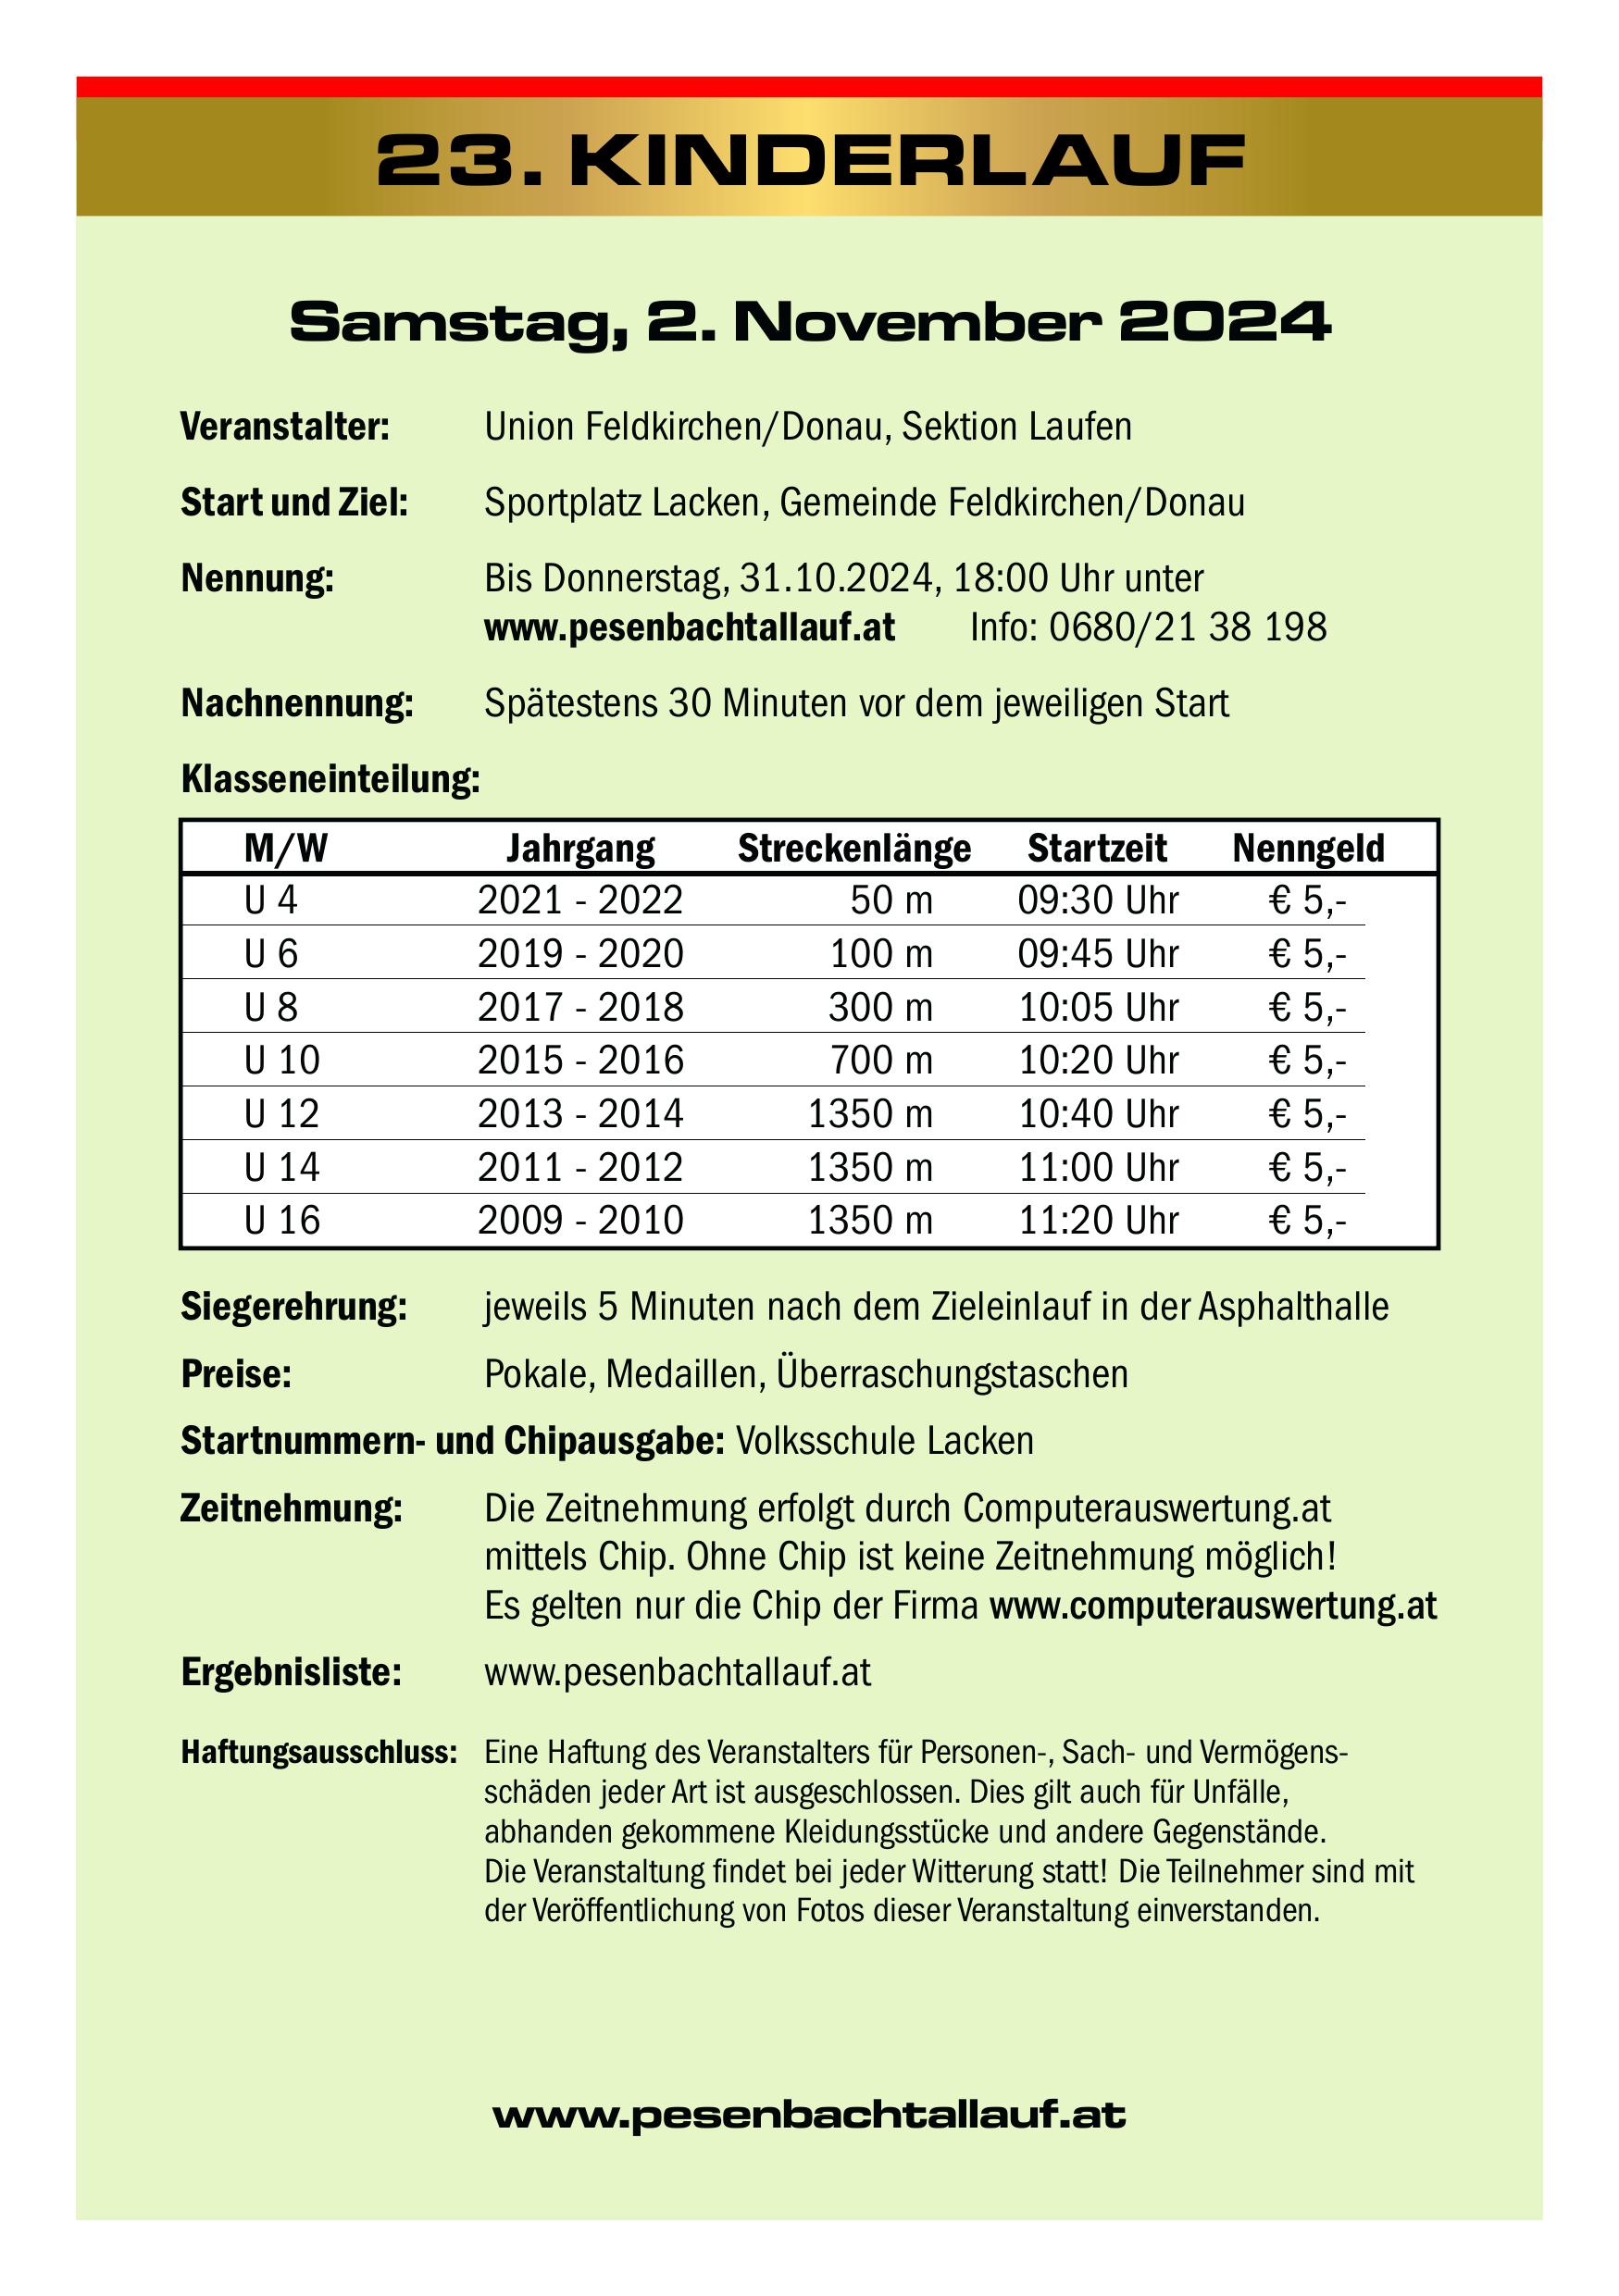 23. KINDERLAUF
Samstag, 2. November 2024
Veranstalter: Union Feldkirchen/Donau, Sektion Laufen
Start und Ziel: Sportplatz Lacken, Gemeinde Feldkirchen/Donau
Nennung: Bis Donnerstag, 31.10.2024, 18:00 Uhr unter
www.pesenbachtallauf.at Info: 0680/21 38 198
Nachnennung: Spätestens 30 Minuten vor dem jeweiligen Start
Klasseneinteilung:
M/W Jahrgang Streckenlänge Startzeit Nenngeld
U 4 2021 - 2022 50 m 09:30 Uhr € 5,-
U 6 2019 - 2020 100 m 09:45 Uhr € 5,-
U 8 2017 - 2018 300 m 10:05 Uhr € 5,-
U 10 2015 - 2016 700 m 10:20 Uhr € 5,-
U 12 2013 - 2014 1350 m 10:40 Uhr € 5,-
U 14 2011 - 2012 1350 m 11:00 Uhr € 5,-
U 16 2009 - 2010 1350 m 11:20 Uhr € 5,-
Siegerehrung: jeweils 5 Minuten nach dem Zieleinlauf in der Asphalthalle
Preise: Pokale, Medaillen, Überraschungstaschen
Startnummern- und Chipausgabe: Volksschule Lacken
Zeitnehmung: Die Zeitnehmung erfolgt durch Computerauswertung.at
mittels Chip. Ohne Chip ist keine Zeitnehmung möglich!
Es gelten nur die Chip der Firma www.computerauswertung.at
Ergebnisliste: www.pesenbachtallauf.at
Haftungsausschluss: Eine Haftung des Veranstalters für Personen-, Sach- und Vermögens-
schäden jeder Art ist ausgeschlossen. Dies gilt auch für Unfälle,
abhanden gekommene Kleidungsstücke und andere Gegenstände.
Die Veranstaltung findet bei jeder Witterung statt! Die Teilnehmer sind mit
der Veröffentlichung von Fotos dieser Veranstaltung einverstanden.
www.pesenbachtallauf.at